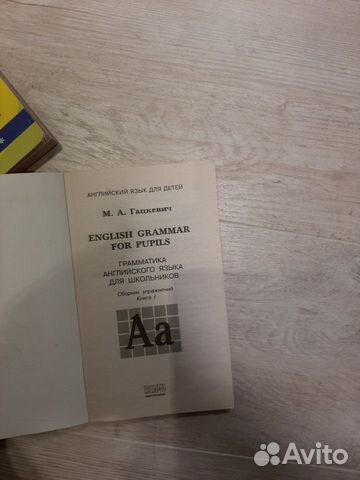 АНГЛИЙСКИЙ ЯЗЫК ДЛЯ ДЕТЕЙ
М. А. Гацкевич
ENGLISH GRAMMAR
FOR PUPILS
ГРАММАТИКА
АНГЛИЙСКОГО ЯЗЫКА
ДЛЯ ШКОЛЬНИКОВ
Сборник упражнений
Книга I
Aa
Avito